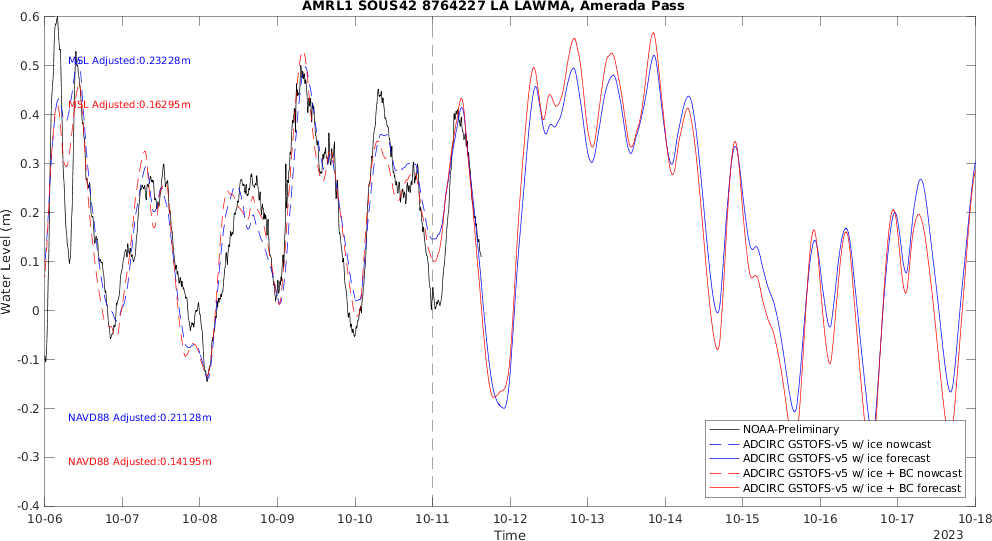 AMRL1 SOUS42 8764227 LA LAWMA, Amerada Pass
0.6
0.5
0.4
0.3
0.2
0.1
0
-0.1
-0.2
-0.3
-0.4
Water Level (m)
MSL Adjusted:0.23228m
MSL Adjusted:0.16295m
NAVD88 Adjusted:0.21128m
NAVD88 Adjusted:0.14195m
NOAA-Preliminary
ADCIRC GSTOFS-v5 w/ ice nowcast
ADCIRC GSTOFS-v5 w/ ice forecast
ADCIRC GSTOFS-v5 w/ ice + BC nowcast
ADCIRC GSTOFS-v5 w/ ice + BC forecast
10-06 10-07 10-08 10-09 10-10 10-11 10-12 10-13 10-14 10-15 10-16 10-17 10-18
Time
2023